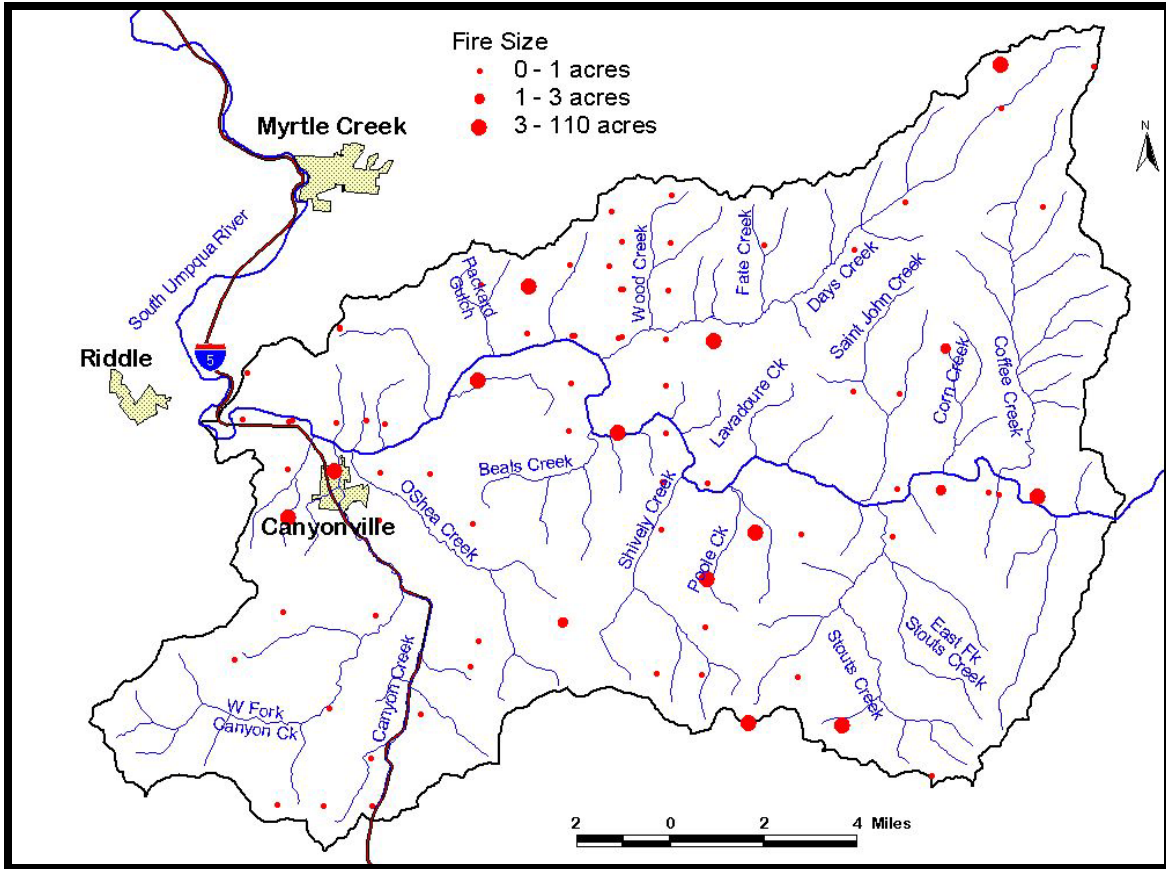 Fire Size
0 - 1 acres
1 - 3 acres
3 - 110 acres
N
Myrtle Creek
South Umpqua River
Riddle
5
Packard
Gulch
Wood Creek
Fate Creek
Days Creek
Saint John Creek
Corn Creek
Coffee Creek
Lavadoure Ck
Beals Creek
OShea Creek
Canyonville
Shively Creek
Poole Ck
East Fk
Stouts Creek
Stouts Creek
Canyon Creek
W Fork
Canyon Ck
2 0 2 4 Miles